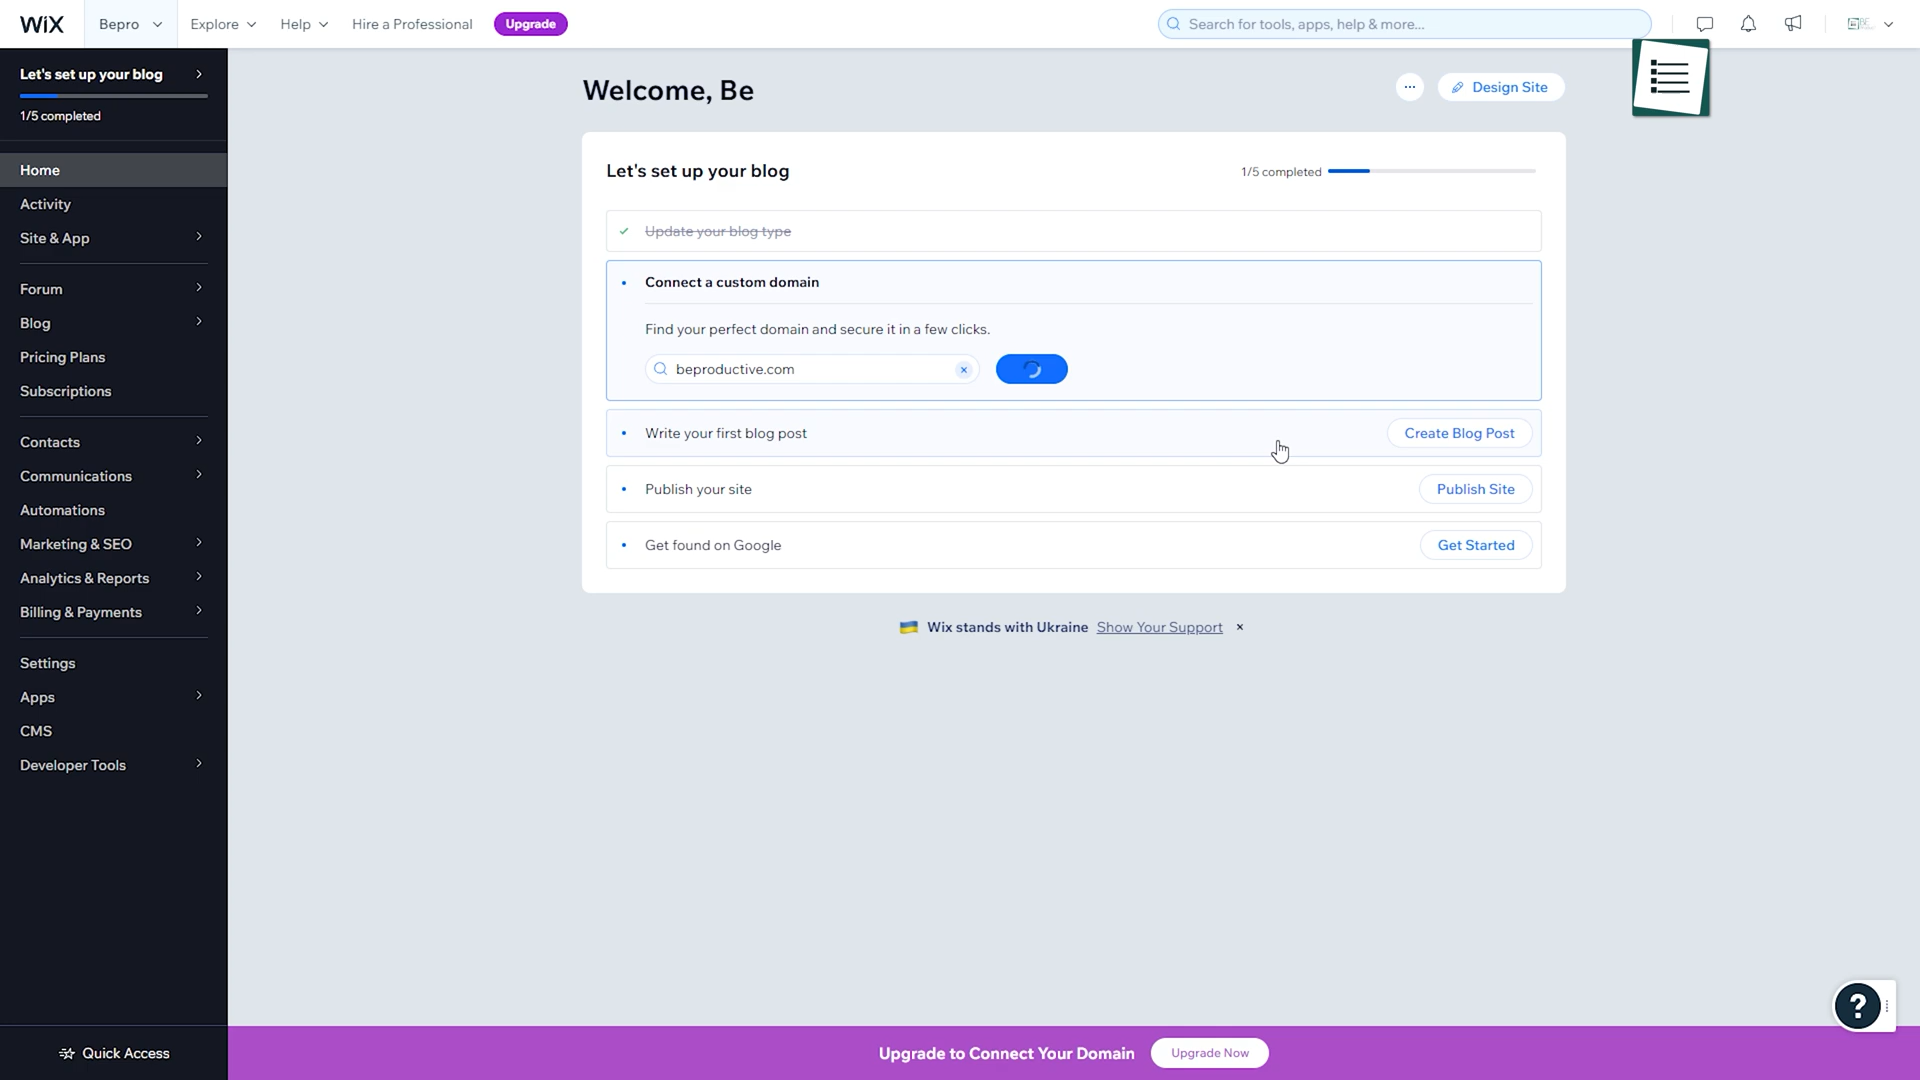 WiX
Bepro
Explore
Help
Hire a Professional
Upgrade
Search for tools, apps, help & more...
Let's set up your blog
1/5 completed
Home
Activity
Site & App
Forum
Blog
Pricing Plans
Subscriptions
Contacts
Communications
Automations
Marketing & SEO
Analytics & Reports
Billing & Payments
Settings
Apps
CMS
Developer Tools
Quick Access
Welcome, Be
... Design Site
Let's set up your blog
1/5 completed
Update your blog type
Connect a custom domain
Find your perfect domain and secure it in a few clicks.
beproductive.com
Write your first blog post
Create Blog Post
Publish your site
Publish Site
Get found on Google
Get Started
Wix stands with Ukraine Show Your Support
?
Upgrade to Connect Your Domain
Upgrade Now